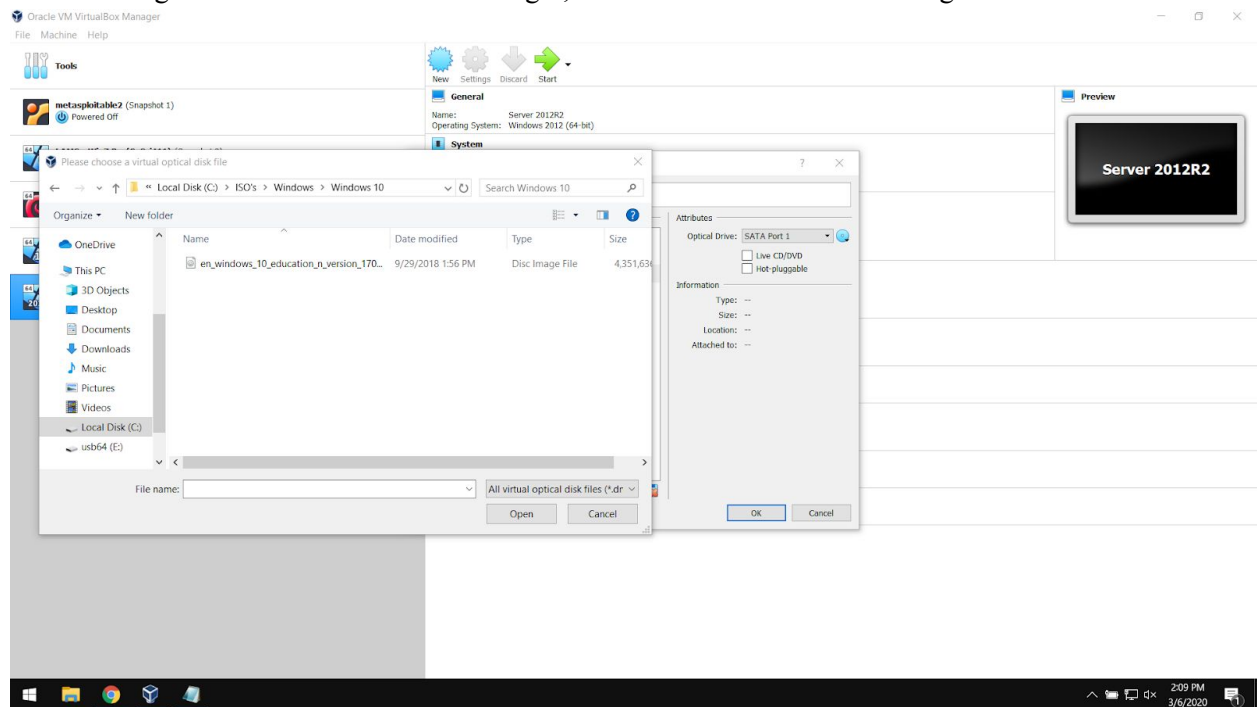 Oracle VM VirtualBox Manager
File Machine Help
Tools
New Settings Discard Start
metasploitable2 (Snapshot 1)
Powered Off
General
Name: Server 2012R2
Operating System: Windows 2012 (64-bit)
System
Preview
Server 2012R2
Please choose a virtual optical disk file
« Local Disk (C:) > ISO's > Windows > Windows 10
Search Windows 10
Organize New folder
Name Date modified Type Size
en_windows_10_education_n_version_170... 9/29/2018 1:56 PM Disc Image File 4,351,63
OneDrive
This PC
3D Objects
Desktop
Documents
Downloads
Music
Pictures
Videos
Local Disk (C:)
usb64 (E:)
File name: All virtual optical disk files (*.dr
Open Cancel
Attributes
Optical Drive: SATA Port 1
Live CD/DVD
Hot-pluggable
Information
Type: --
Size: --
Location: --
Attached to: --
OK Cancel
2:09 PM
3/6/2020